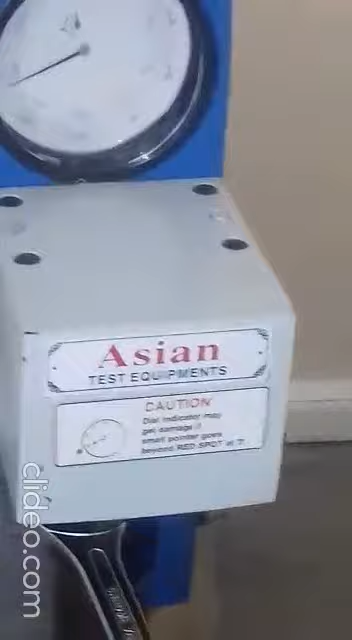 Asian
TEST EQUIPMENTS
CAUTION
Dial indicator may
get damage if
small pointer goes
beyond RED SPOT at
clideo.com